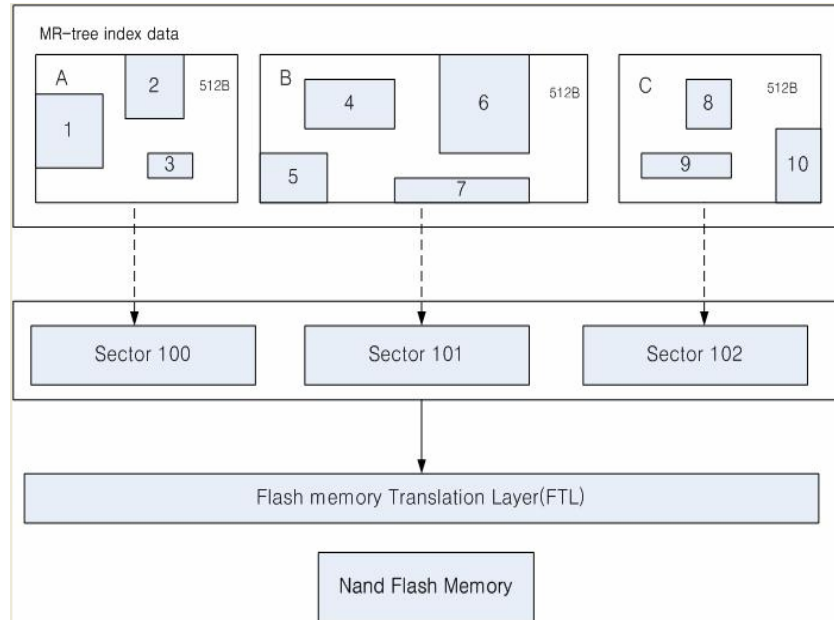 MR-tree index data
A
2
512B
1
3
B
4
6
512B
5
7
C
8
512B
9
10
Sector 100
Sector 101
Sector 102
Flash memory Translation Layer(FTL)
Nand Flash Memory